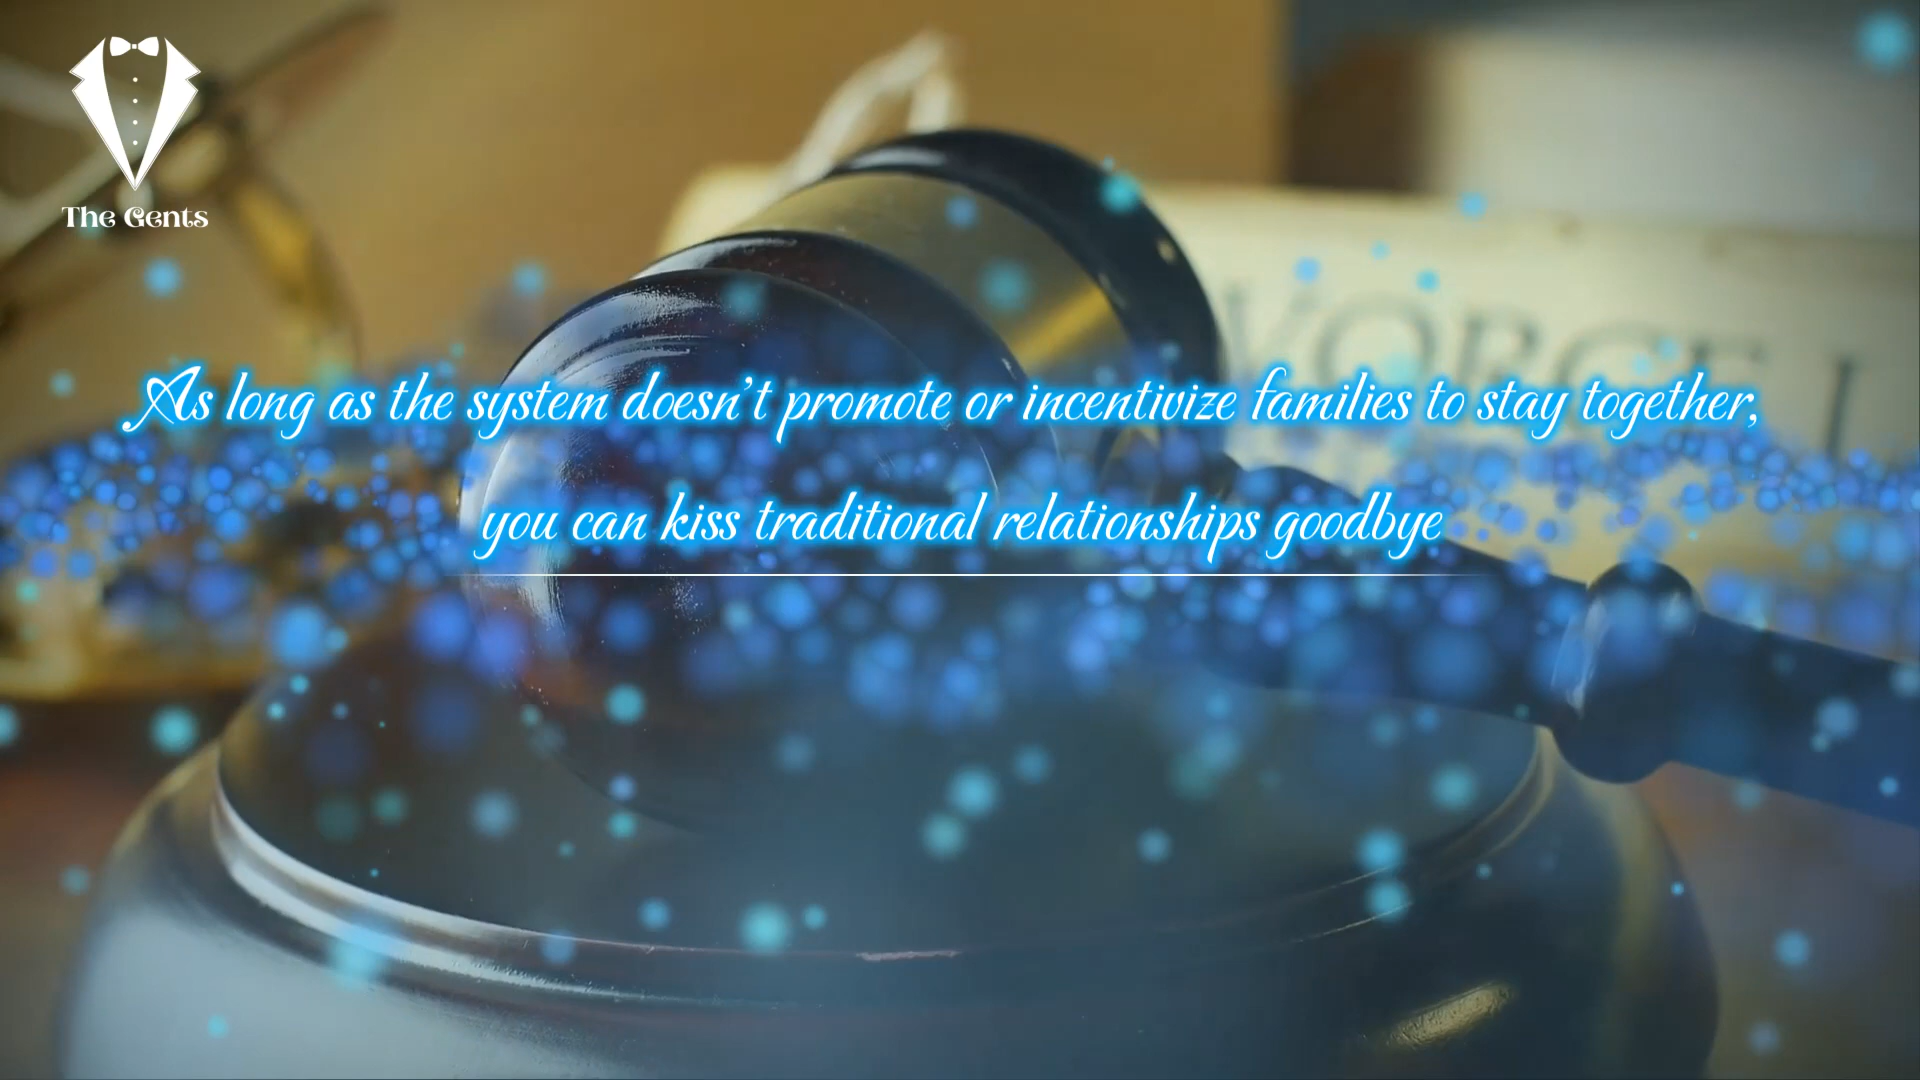 The Gents
As long as the system doesn't promote or incentivize families to stay together,
you can kiss traditional relationships goodbye